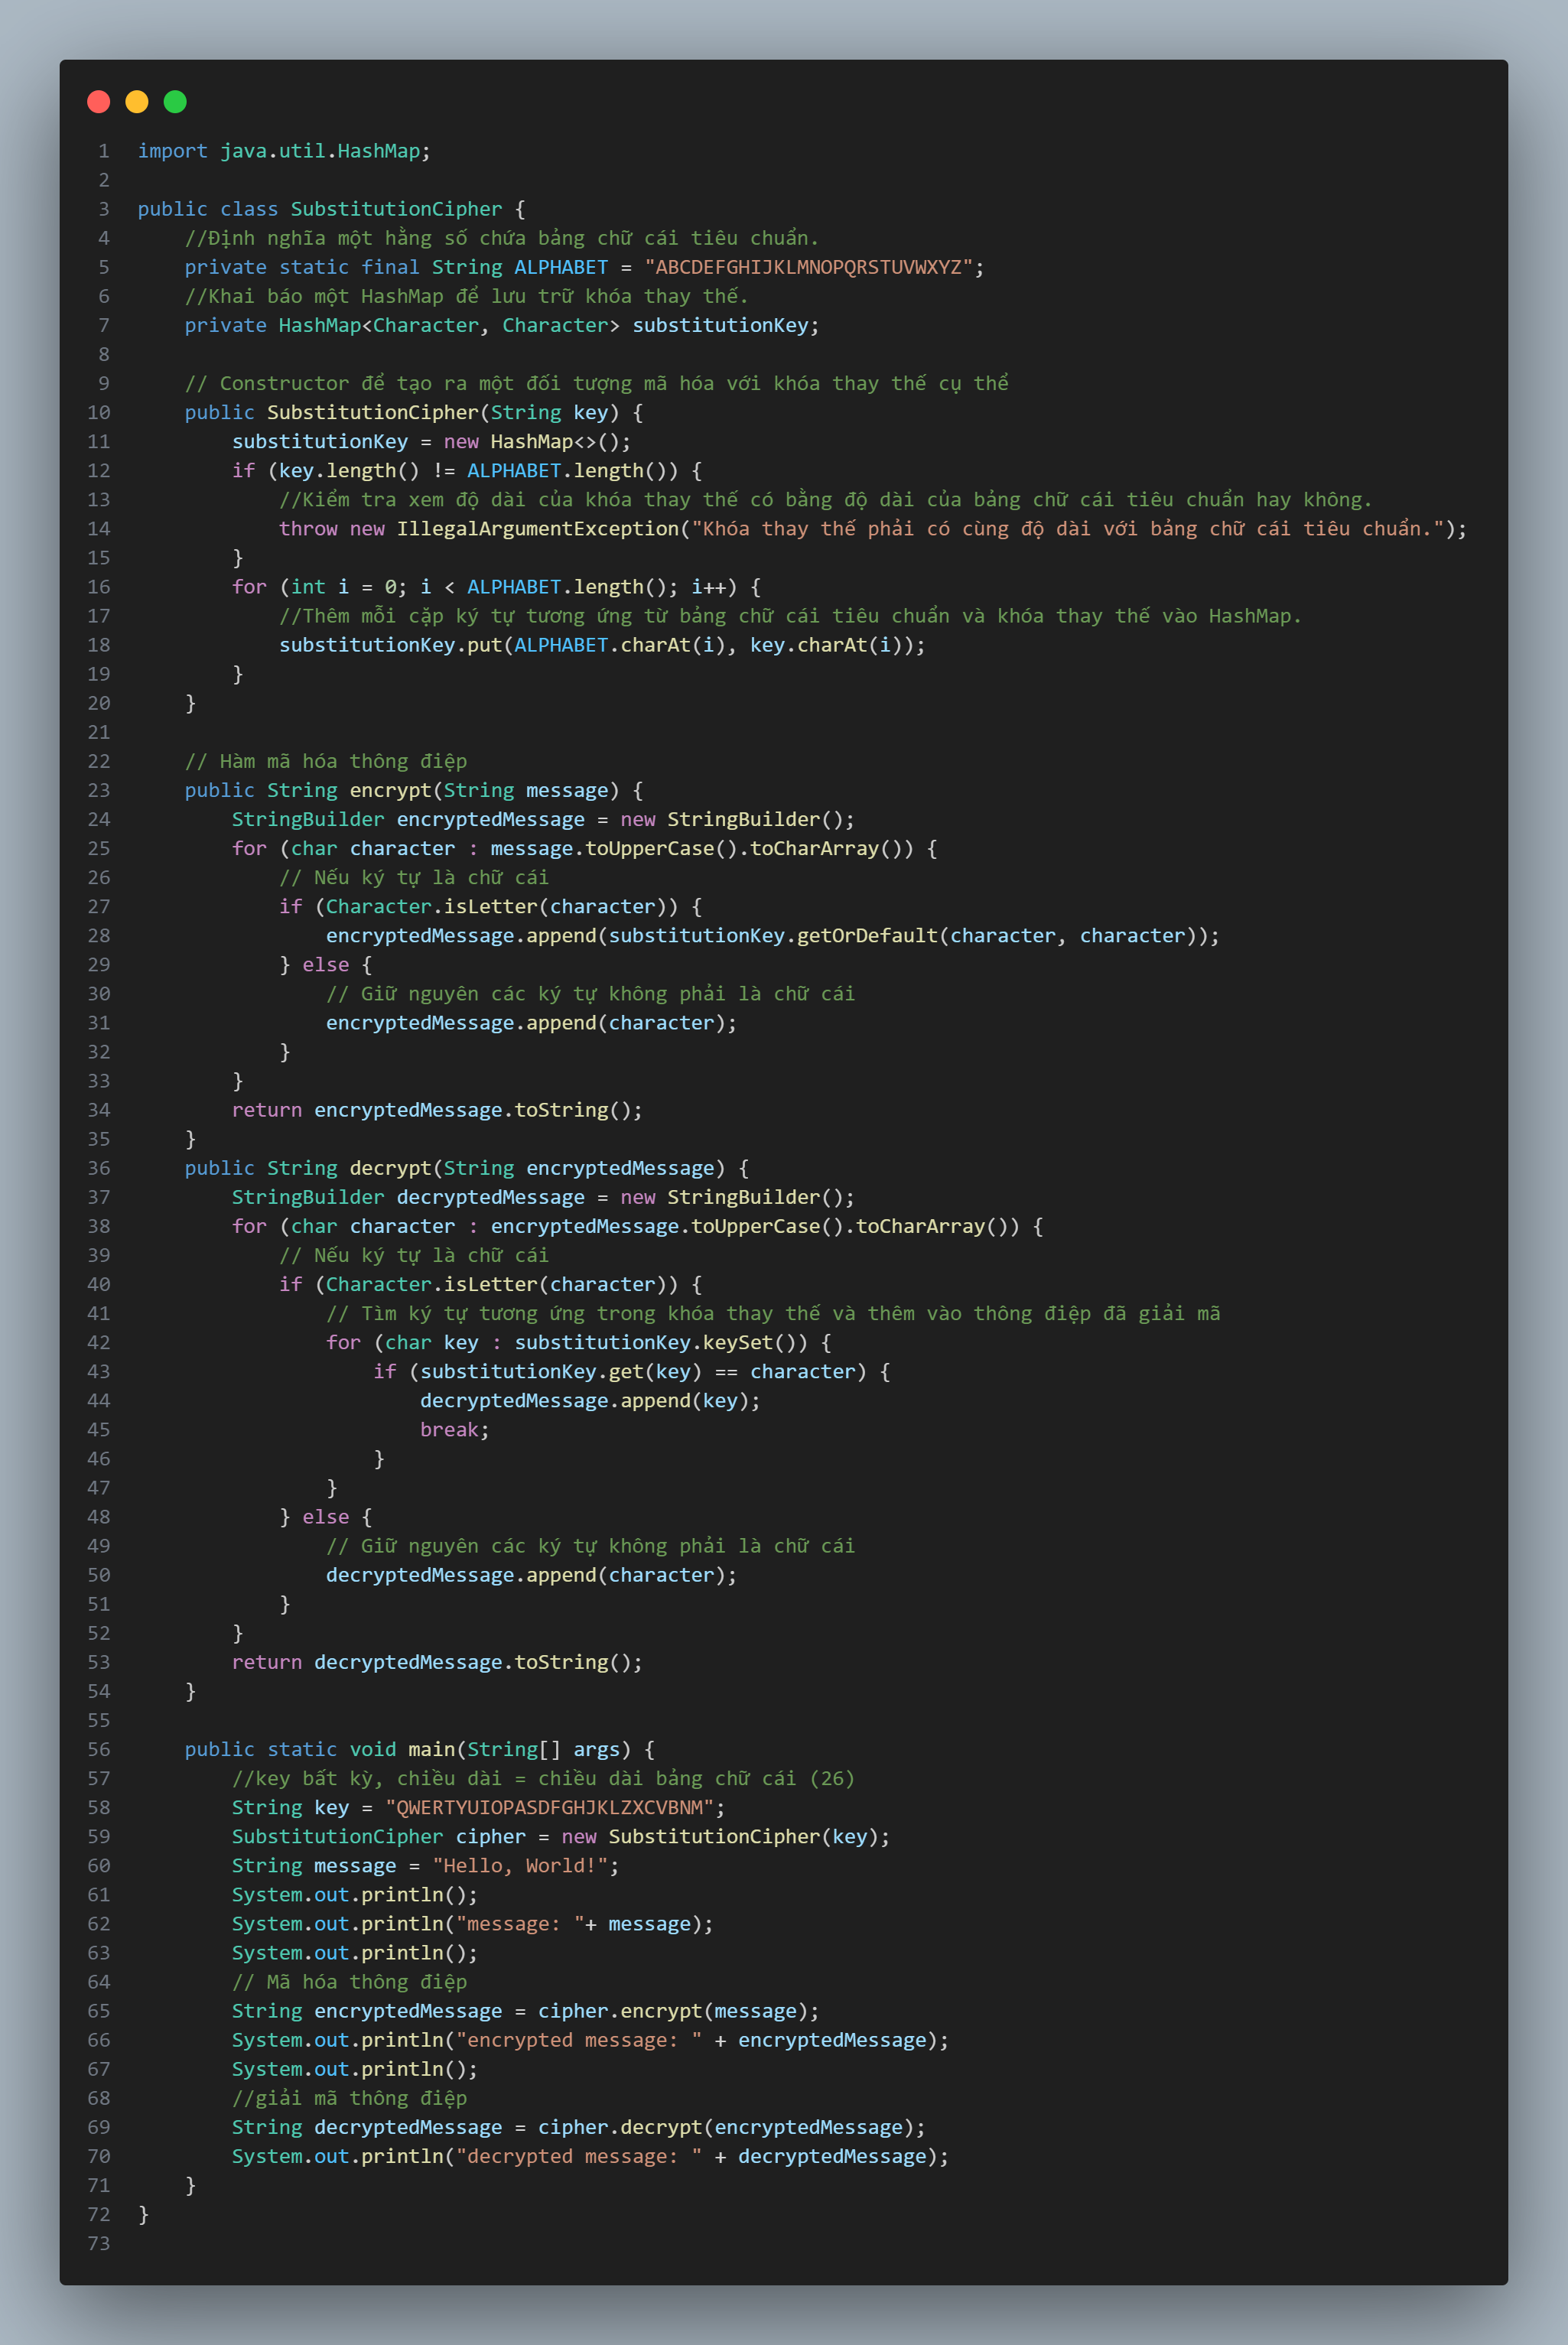 1 import java.util.HashMap;
2
3 public class SubstitutionCipher {
4     //Định nghĩa một hằng số chứa bảng chữ cái tiêu chuẩn.
5     private static final String ALPHABET = "ABCDEFGHIJKLMNOPQRSTUVWXYZ";
6     //Khai báo một HashMap để lưu trữ khóa thay thế.
7     private HashMap<Character, Character> substitutionKey;
8
9     // Constructor để tạo ra một đối tượng mã hóa với khóa thay thế cụ thể
10     public SubstitutionCipher(String key) {
11         substitutionKey = new HashMap<>();
12         if (key.length() != ALPHABET.length()) {
13             //Kiểm tra xem độ dài của khóa thay thế có bằng độ dài của bảng chữ cái tiêu chuẩn hay không.
14             throw new IllegalArgumentException("Khóa thay thế phải có cùng độ dài với bảng chữ cái tiêu chuẩn.");
15         }
16         for (int i = 0; i < ALPHABET.length(); i++) {
17             //Thêm mỗi cặp ký tự tương ứng từ bảng chữ cái tiêu chuẩn và khóa thay thế vào HashMap.
18             substitutionKey.put(ALPHABET.charAt(i), key.charAt(i));
19         }
20     }
21
22     // Hàm mã hóa thông điệp
23     public String encrypt(String message) {
24         StringBuilder encryptedMessage = new StringBuilder();
25         for (char character : message.toUpperCase().toCharArray()) {
26             // Nếu ký tự là chữ cái
27             if (Character.isLetter(character)) {
28                 encryptedMessage.append(substitutionKey.getOrDefault(character, character));
29             } else {
30                 // Giữ nguyên các ký tự không phải là chữ cái
31                 encryptedMessage.append(character);
32             }
33         }
34         return encryptedMessage.toString();
35     }
36     public String decrypt(String encryptedMessage) {
37         StringBuilder decryptedMessage = new StringBuilder();
38         for (char character : encryptedMessage.toUpperCase().toCharArray()) {
39             // Nếu ký tự là chữ cái
40             if (Character.isLetter(character)) {
41                 // Tìm ký tự tương ứng trong khóa thay thế và thêm vào thông điệp đã giải mã
42                 for (char key : substitutionKey.keySet()) {
43                     if (substitutionKey.get(key) == character) {
44                         decryptedMessage.append(key);
45                         break;
46                     }
47                 }
48             } else {
49                 // Giữ nguyên các ký tự không phải là chữ cái
50                 decryptedMessage.append(character);
51             }
52         }
53         return decryptedMessage.toString();
54     }
55
56     public static void main(String[] args) {
57         //key bất kỳ, chiều dài = chiều dài bảng chữ cái (26)
58         String key = "QWERTYUIOPASDFGHJKLZXCVBNM";
59         SubstitutionCipher cipher = new SubstitutionCipher(key);
60         String message = "Hello, World!";
61         System.out.println();
62         System.out.println("message: "+ message);
63         System.out.println();
64         // Mã hóa thông điệp
65         String encryptedMessage = cipher.encrypt(message);
66         System.out.println("encrypted message: " + encryptedMessage);
67         System.out.println();
68         //giải mã thông điệp
69         String decryptedMessage = cipher.decrypt(encryptedMessage);
70         System.out.println("decrypted message: " + decryptedMessage);
71     }
72 }
73